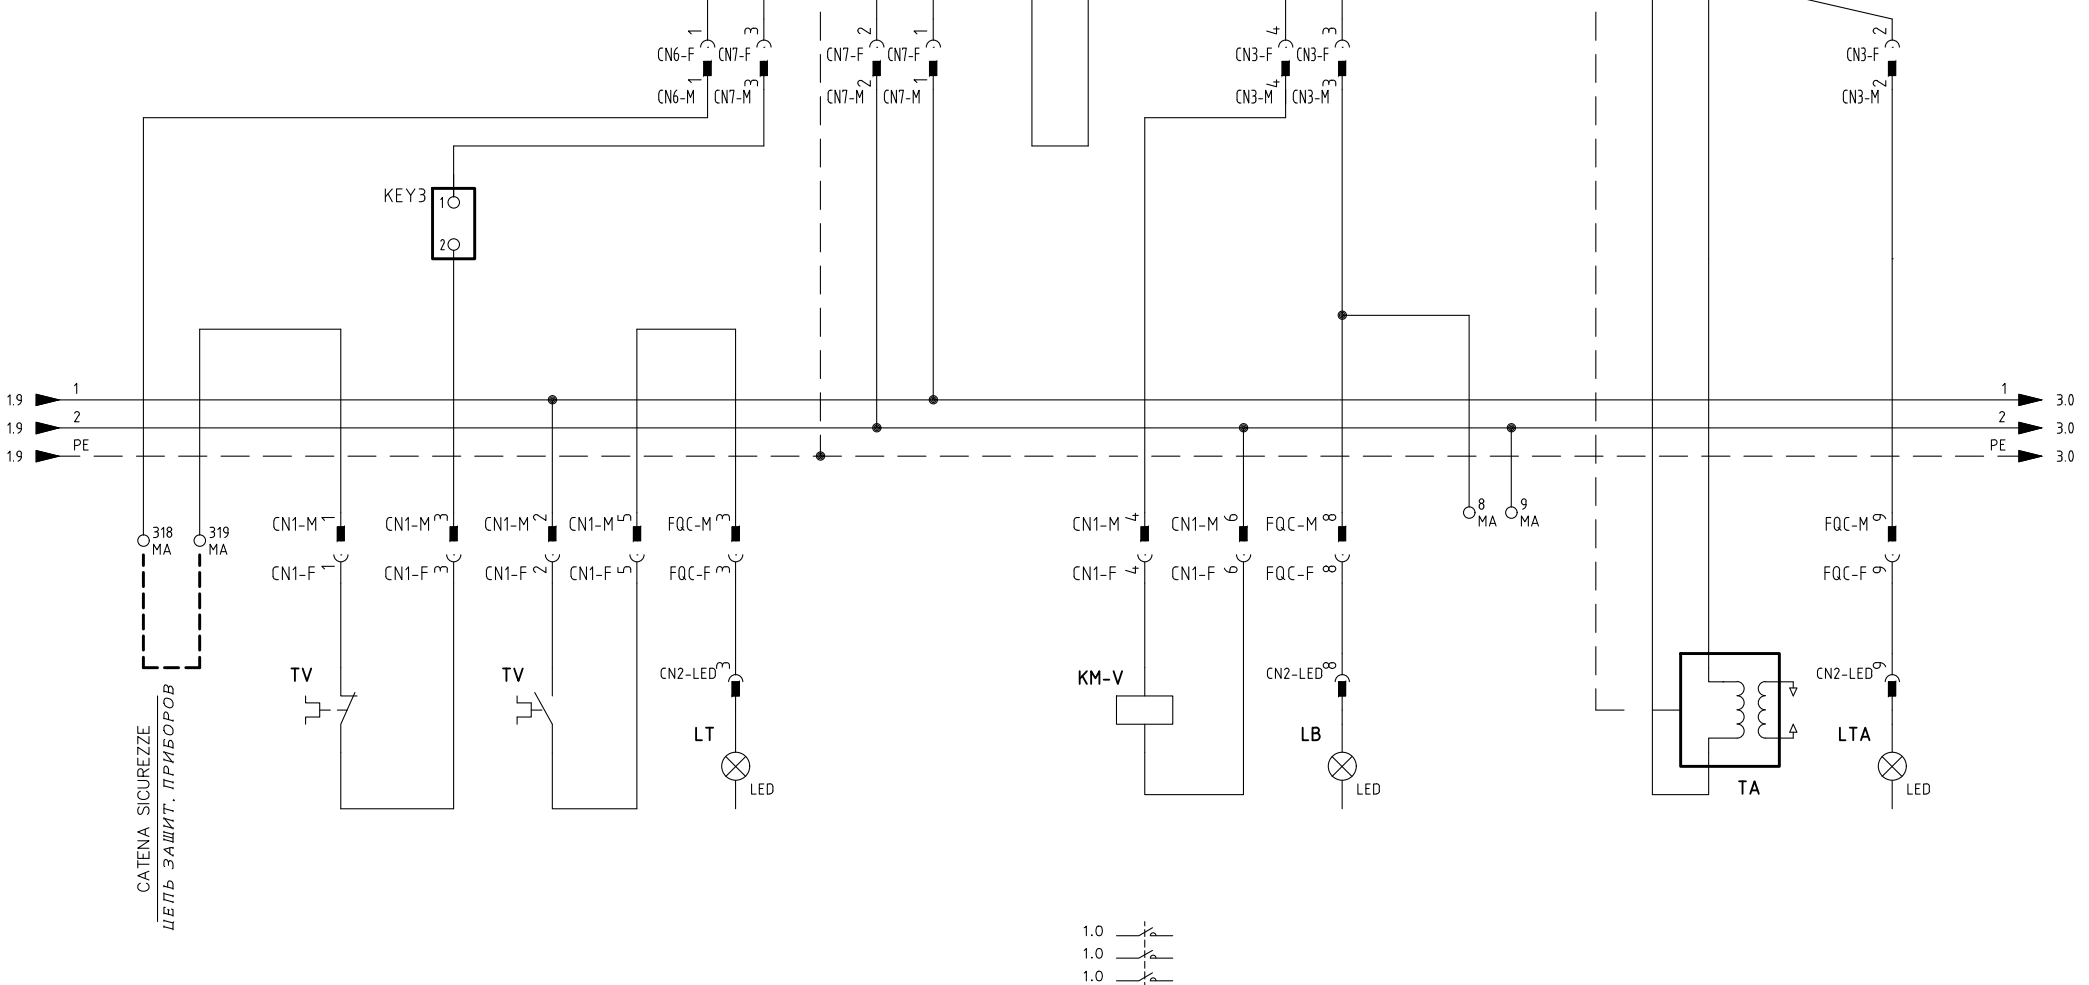 1 3 2 1 4 3 2
CN6-F CN7-F CN7-F CN7-F CN3-F CN3-F CN3-F
1 3 2 1 4 3 2
CN6-M CN7-M CN7-M CN7-M CN3-M CN3-M CN3-M
KEY3
1
2
1.9 1 1 3.0
1.9 2 2 3.0
1.9 PE PE 3.0
8 MA
9 MA
318 MA
319 MA
CN1-M 1 CN1-M 3 CN1-M 2 CN1-M 5 FQC-M 3 CN1-M 4 CN1-M 6 FQC-M 8 FQC-M 9
CN1-F 1 CN1-F 3 CN1-F 2 CN1-F 5 FQC-F 3 CN1-F 4 CN1-F 6 FQC-F 8 FQC-F 9
TV TV CN2-LED 3 KM-V CN2-LED 8 CN2-LED 9
LT LB LTA
LED LED TA LED
CATENA SICUREZZE
ЦЕПЬ ЗАЩИТ. ПРИБОРОВ
1.0
1.0
1.0